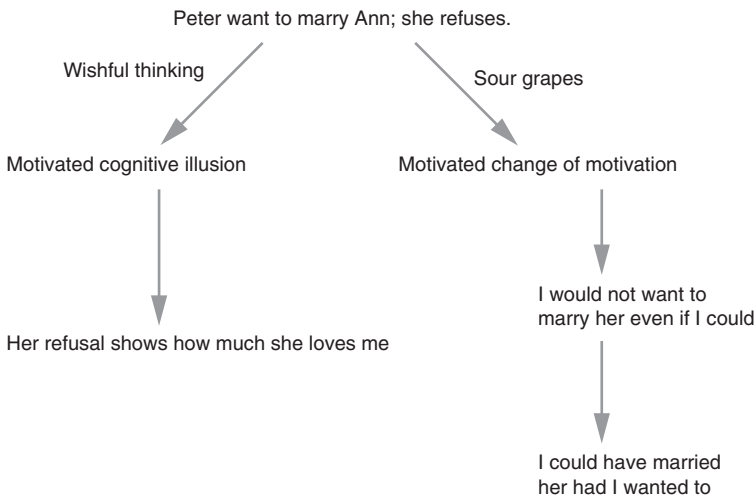 Peter want to marry Ann; she refuses.
Wishful thinking
Sour grapes
Motivated cognitive illusion
Motivated change of motivation
I would not want to
marry her even if I could
Her refusal shows how much she loves me
I could have married
her had I wanted to